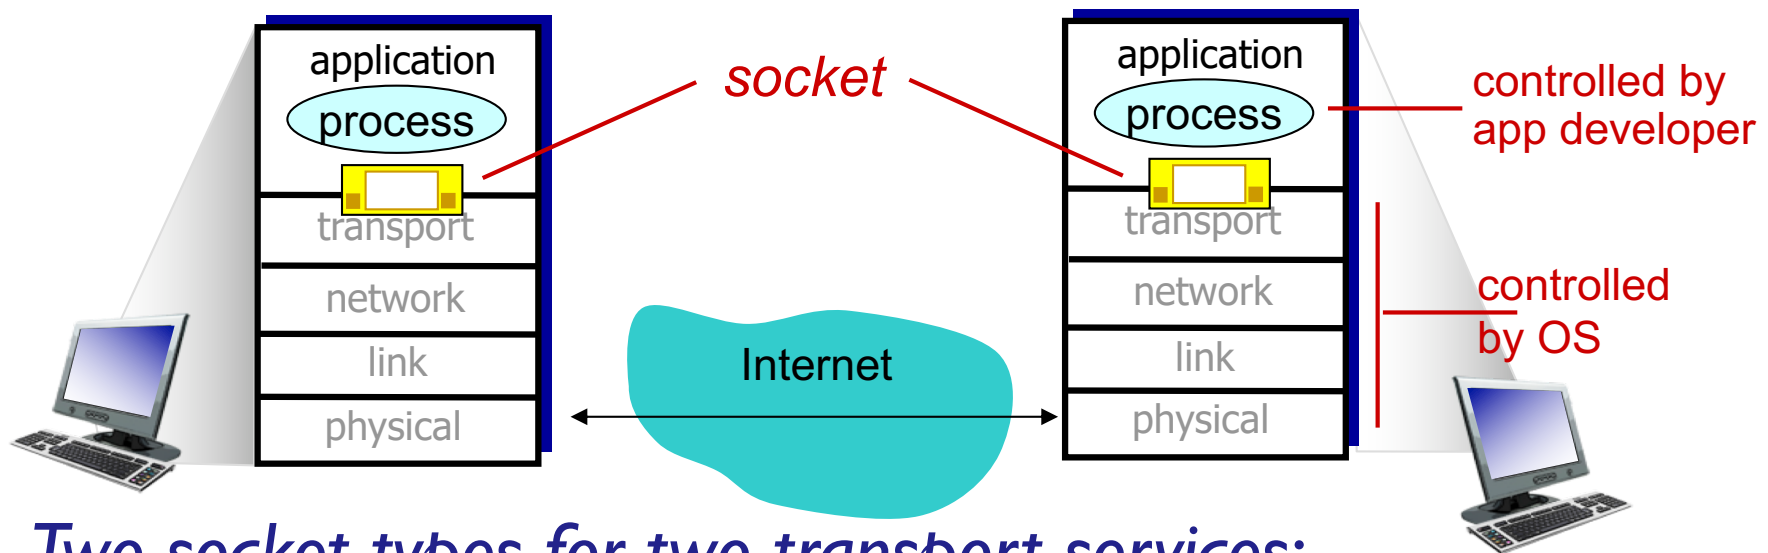 application
process
transport
network
link
physical
socket
Internet
application
process
transport
network
link
physical
controlled by
app developer
controlled
by OS
Two socket types for two transport services: